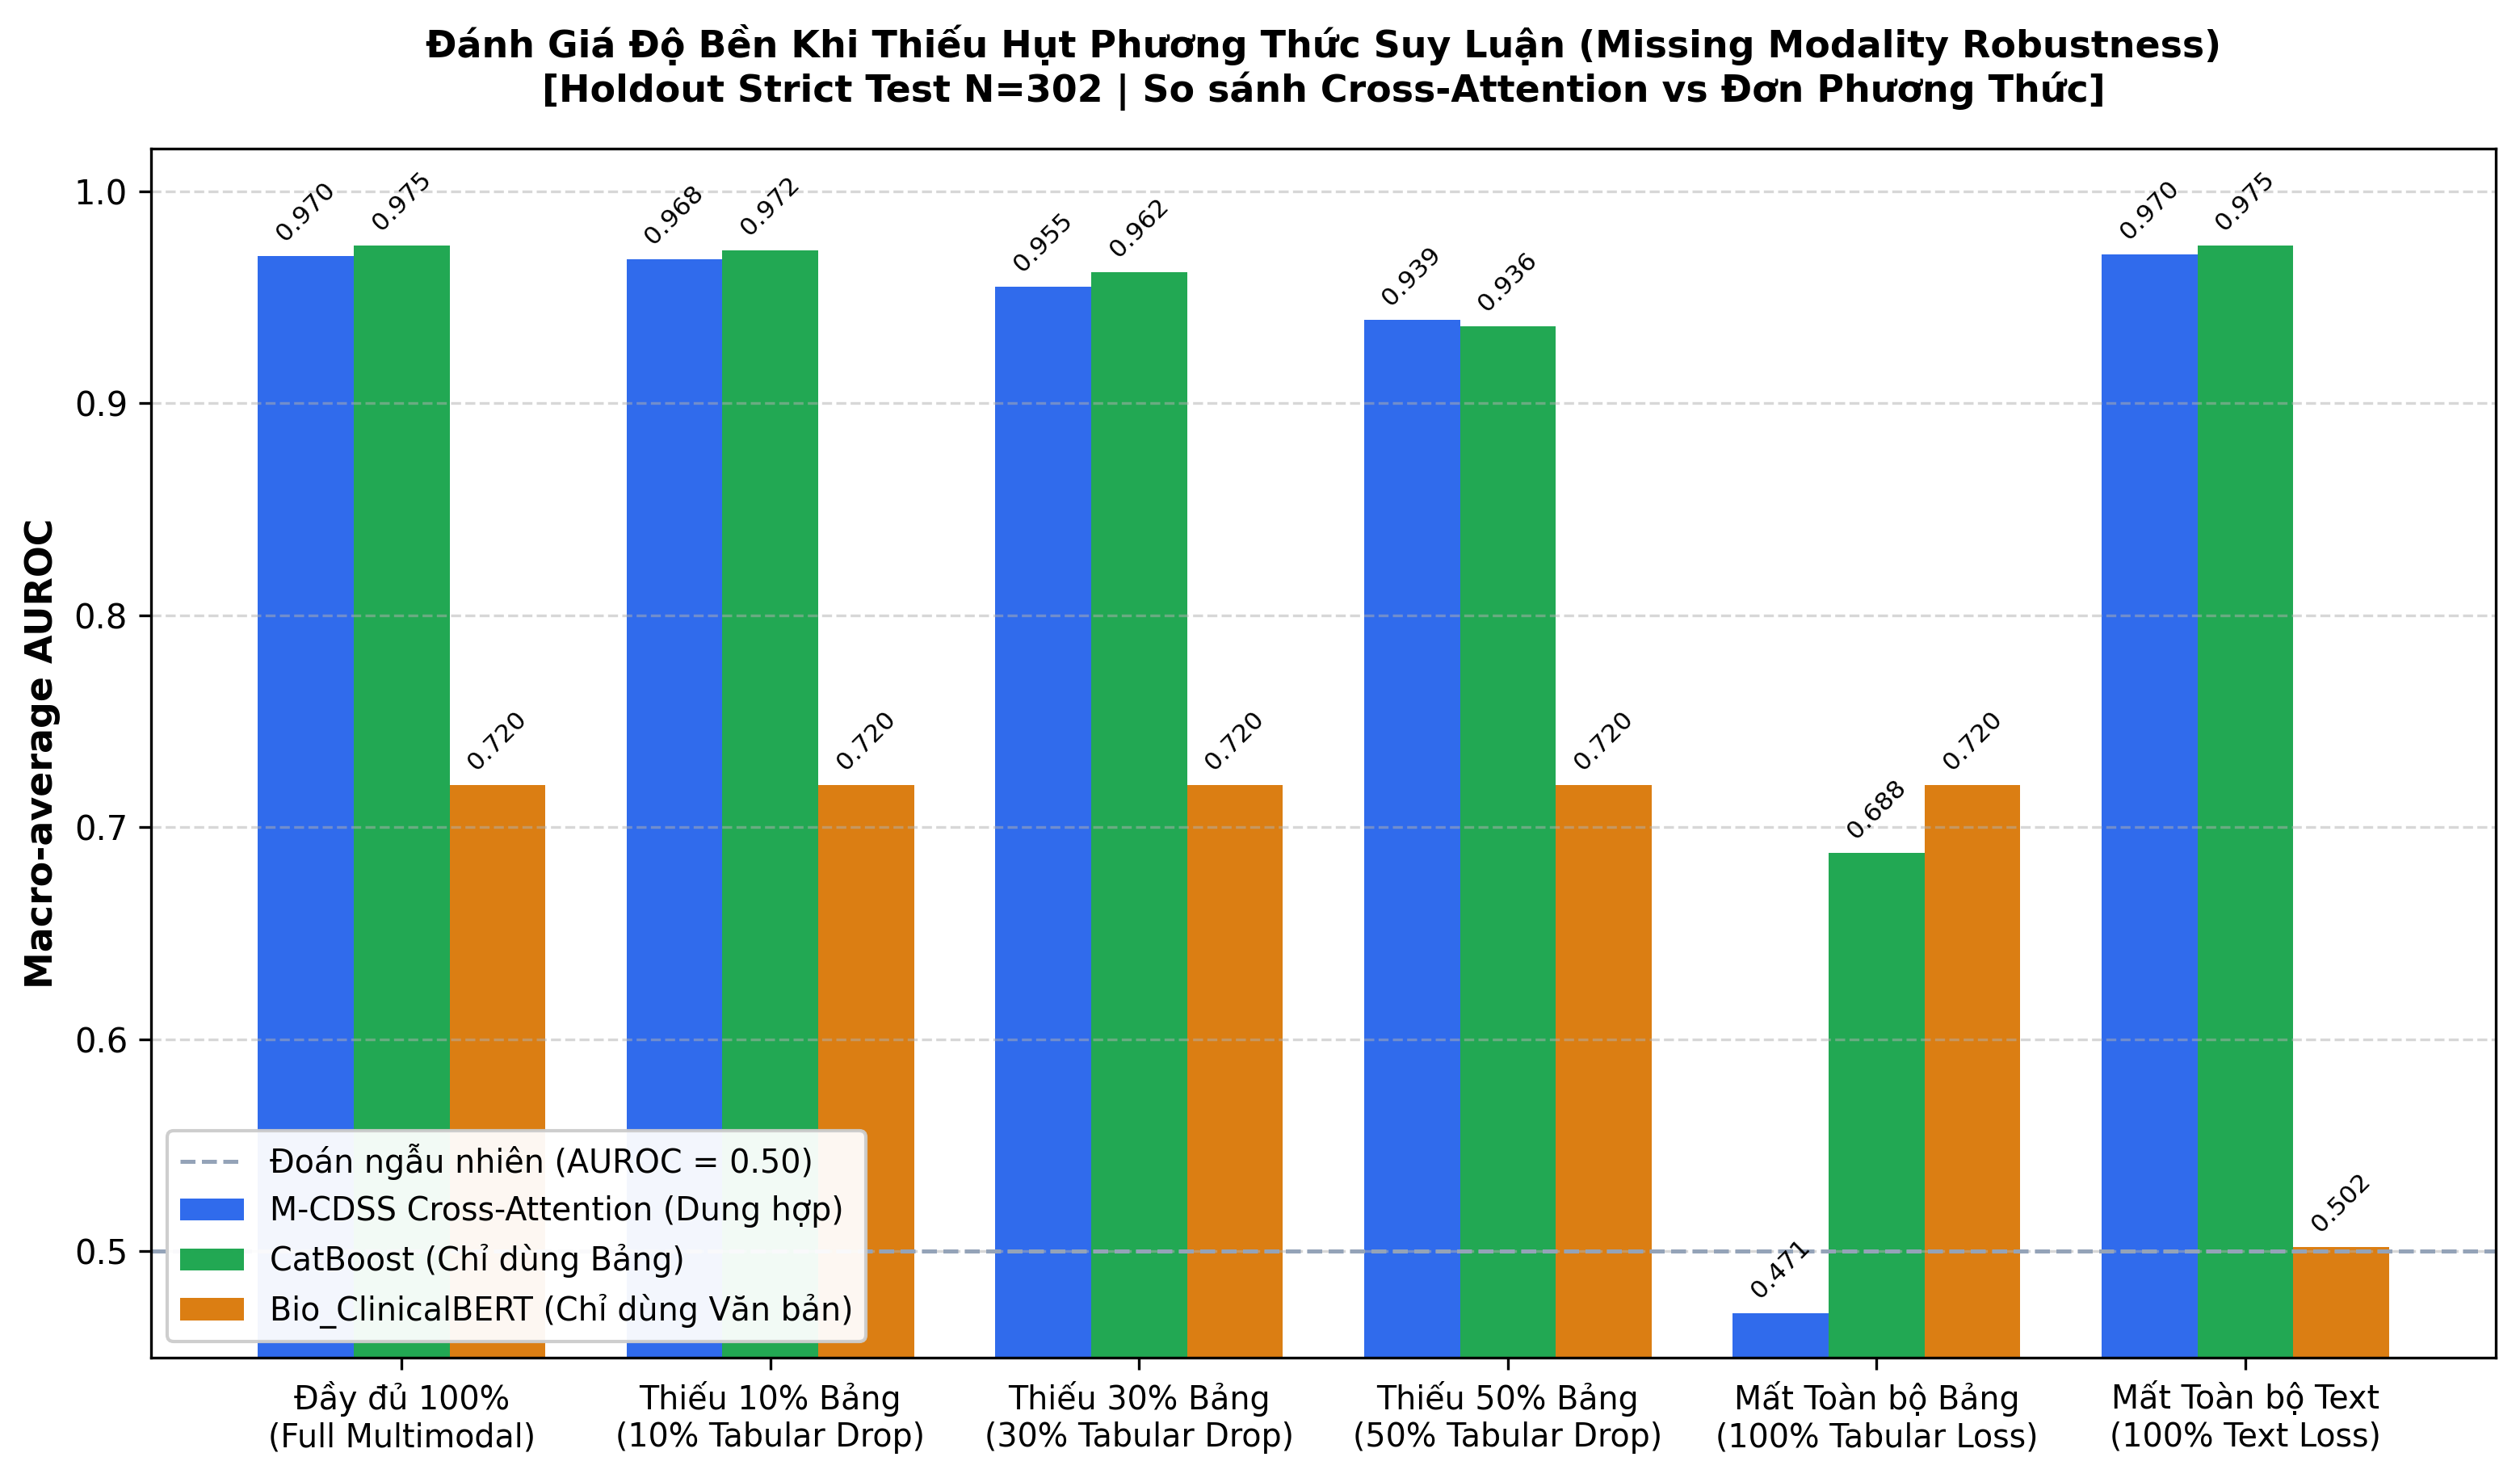 Đánh Giá Độ Bền Khi Thiếu Hụt Phương Thức Suy Luận (Missing Modality Robustness)
[Holdout Strict Test N=302 | So sánh Cross-Attention vs Đơn Phương Thức]
Macro-average AUROC
1.0
0.9
0.8
0.7
0.6
0.5
0.970
0.975
0.720
0.968
0.972
0.720
0.955
0.962
0.720
0.939
0.936
0.720
0.471
0.688
0.720
0.970
0.975
0.502
Đoán ngẫu nhiên (AUROC = 0.50)
M-CDSS Cross-Attention (Dung hợp)
CatBoost (Chỉ dùng Bảng)
Bio_ClinicalBERT (Chỉ dùng Văn bản)
Đầy đủ 100%
(Full Multimodal)
Thiếu 10% Bảng
(10% Tabular Drop)
Thiếu 30% Bảng
(30% Tabular Drop)
Thiếu 50% Bảng
(50% Tabular Drop)
Mất Toàn bộ Bảng
(100% Tabular Loss)
Mất Toàn bộ Text
(100% Text Loss)